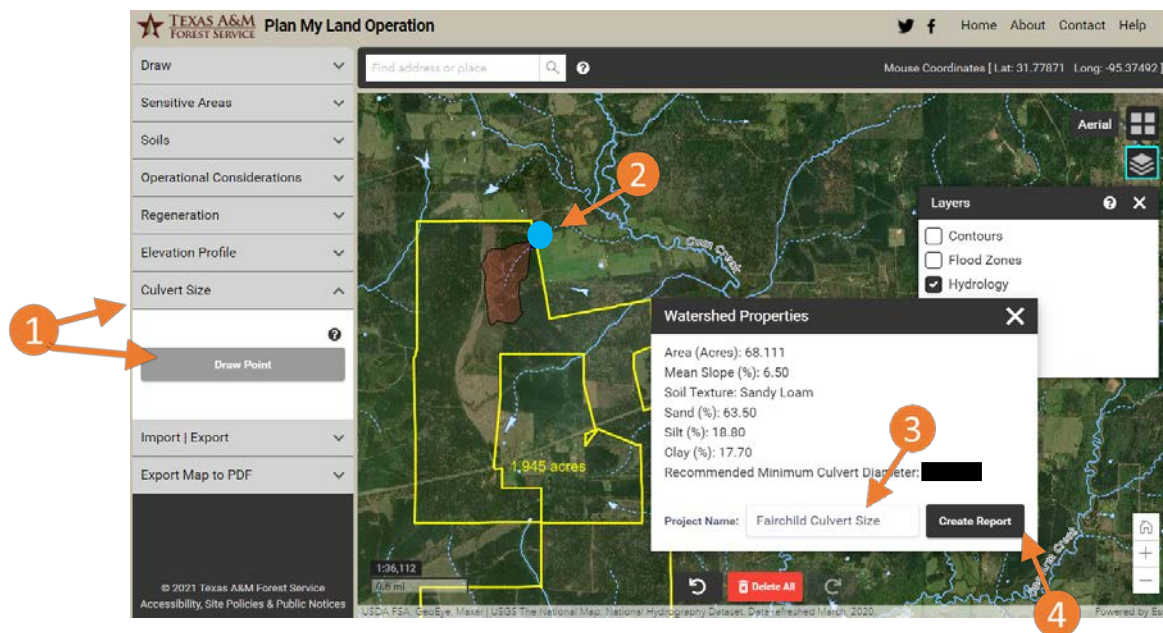 TEXAS A&M
FOREST SERVICE
Plan My Land Operation
Home About Contact Help
Draw
Find address or place
Mouse Coordinates [ Lat: 31.77871 Long: -95.37492 ]
Sensitive Areas
Soils
Operational Considerations
Regeneration
Elevation Profile
Culvert Size
Draw Point
Import | Export
Export Map to PDF
© 2021 Texas A&M Forest Service
Accessibility, Site Policies & Public Notices
1
2
Aerial
Layers
Contours
Flood Zones
Hydrology
Watershed Properties
Area (Acres): 68.111
Mean Slope (%): 6.50
Soil Texture: Sandy Loam
Sand (%): 63.50
Silt (%): 18.80
Clay (%): 17.70
Recommended Minimum Culvert Diameter:
3
Project Name: Fairchild Culvert Size
Create Report
4
1,945 acres
1:36,112
0.6 mi
Delete All
USDA FSA, GeoEye, Maxar | USGS The National Map: National Hydrography Dataset. Data refreshed March, 2020.
Powered by Es